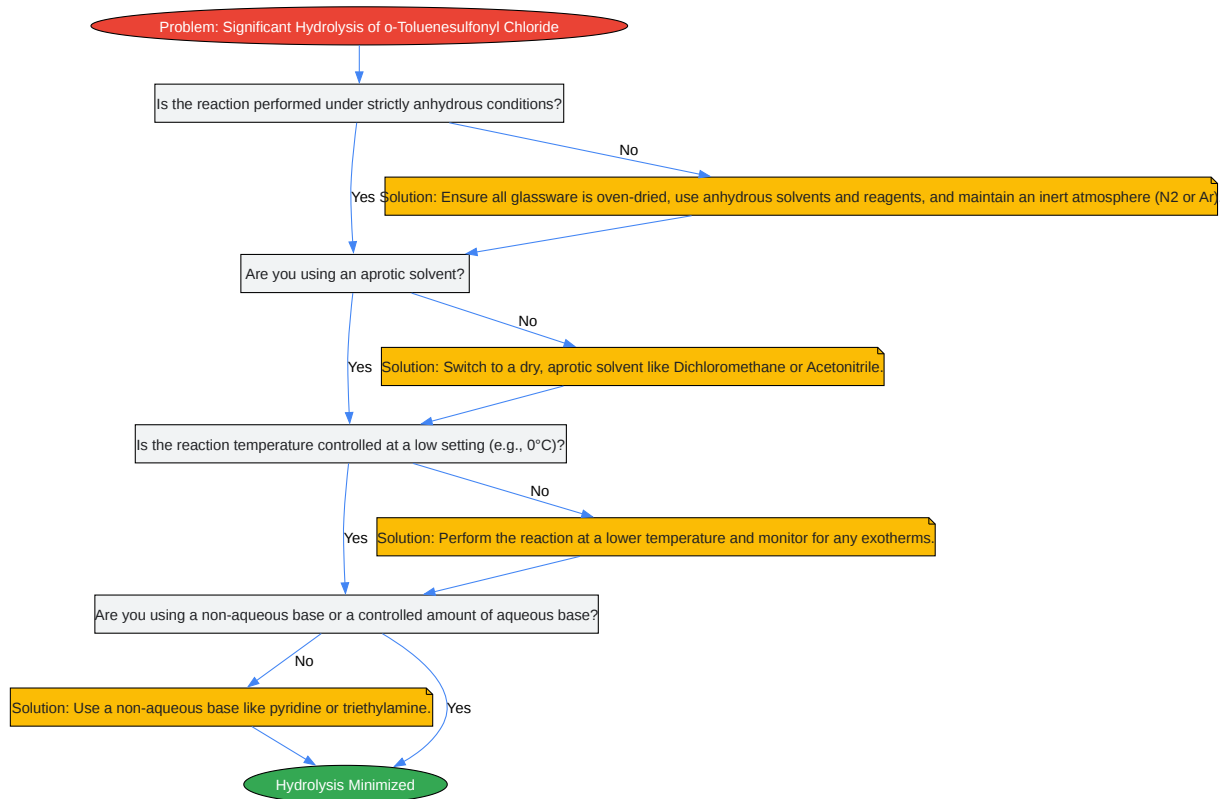 Problem: Significant Hydrolysis of o-Toluenesulfonyl Chloride
Is the reaction performed under strictly anhydrous conditions?
No
Yes
Solution: Ensure all glassware is oven-dried, use anhydrous solvents and reagents, and maintain an inert atmosphere (N2 or Ar)
Are you using an aprotic solvent?
No
Yes
Solution: Switch to a dry, aprotic solvent like Dichloromethane or Acetonitrile.
Is the reaction temperature controlled at a low setting (e.g., 0°C)?
No
Yes
Solution: Perform the reaction at a lower temperature and monitor for any exotherms.
Are you using a non-aqueous base or a controlled amount of aqueous base?
No
Solution: Use a non-aqueous base like pyridine or triethylamine.
Yes
Hydrolysis Minimized